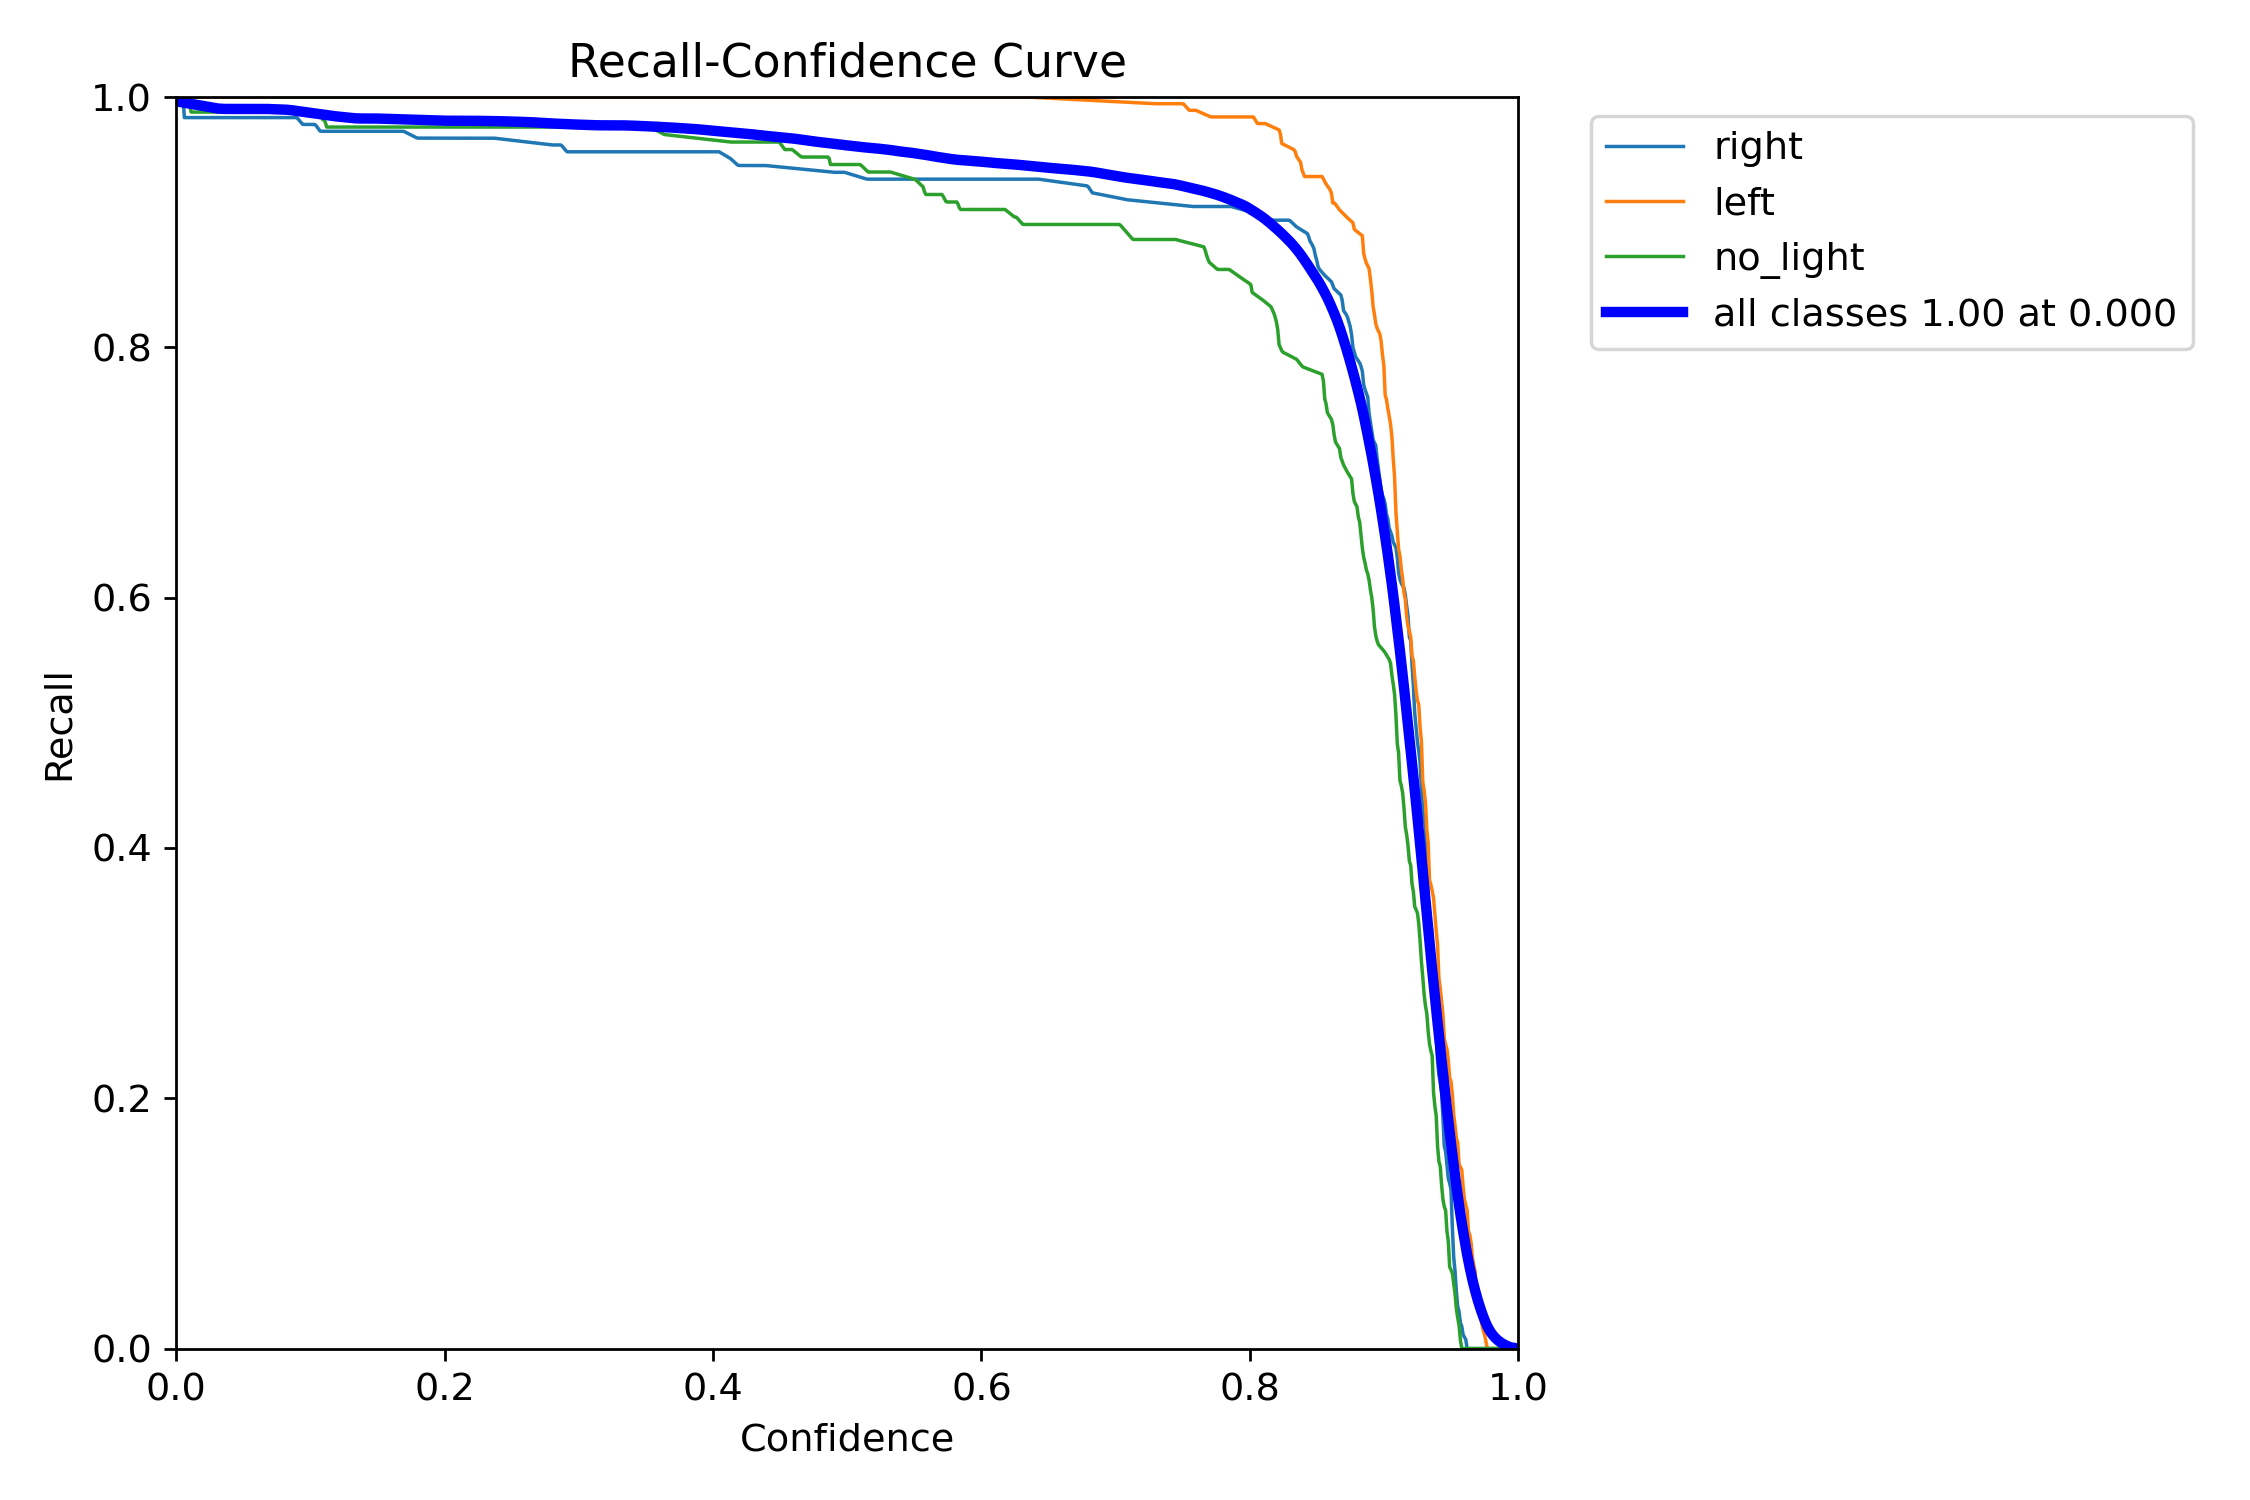 Recall-Confidence Curve
1.0
0.8
0.6
0.4
0.2
0.0
Recall
0.0 0.2 0.4 0.6 0.8 1.0
Confidence
right
left
no_light
all classes 1.00 at 0.000